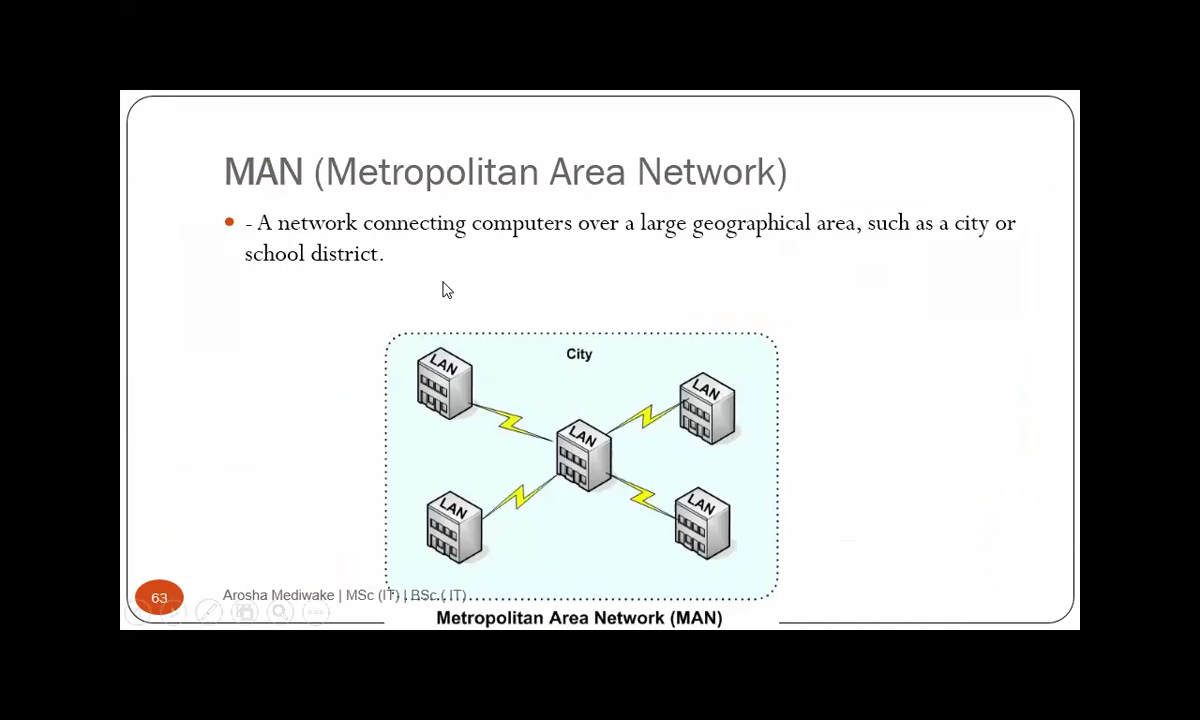 MAN (Metropolitan Area Network)
- A network connecting computers over a large geographical area, such as a city or
school district.
City
LAN
LAN
LAN
LAN
LAN
63
Arosha Mediwake | MSc (IT) | BSc ( IT)
Metropolitan Area Network (MAN)